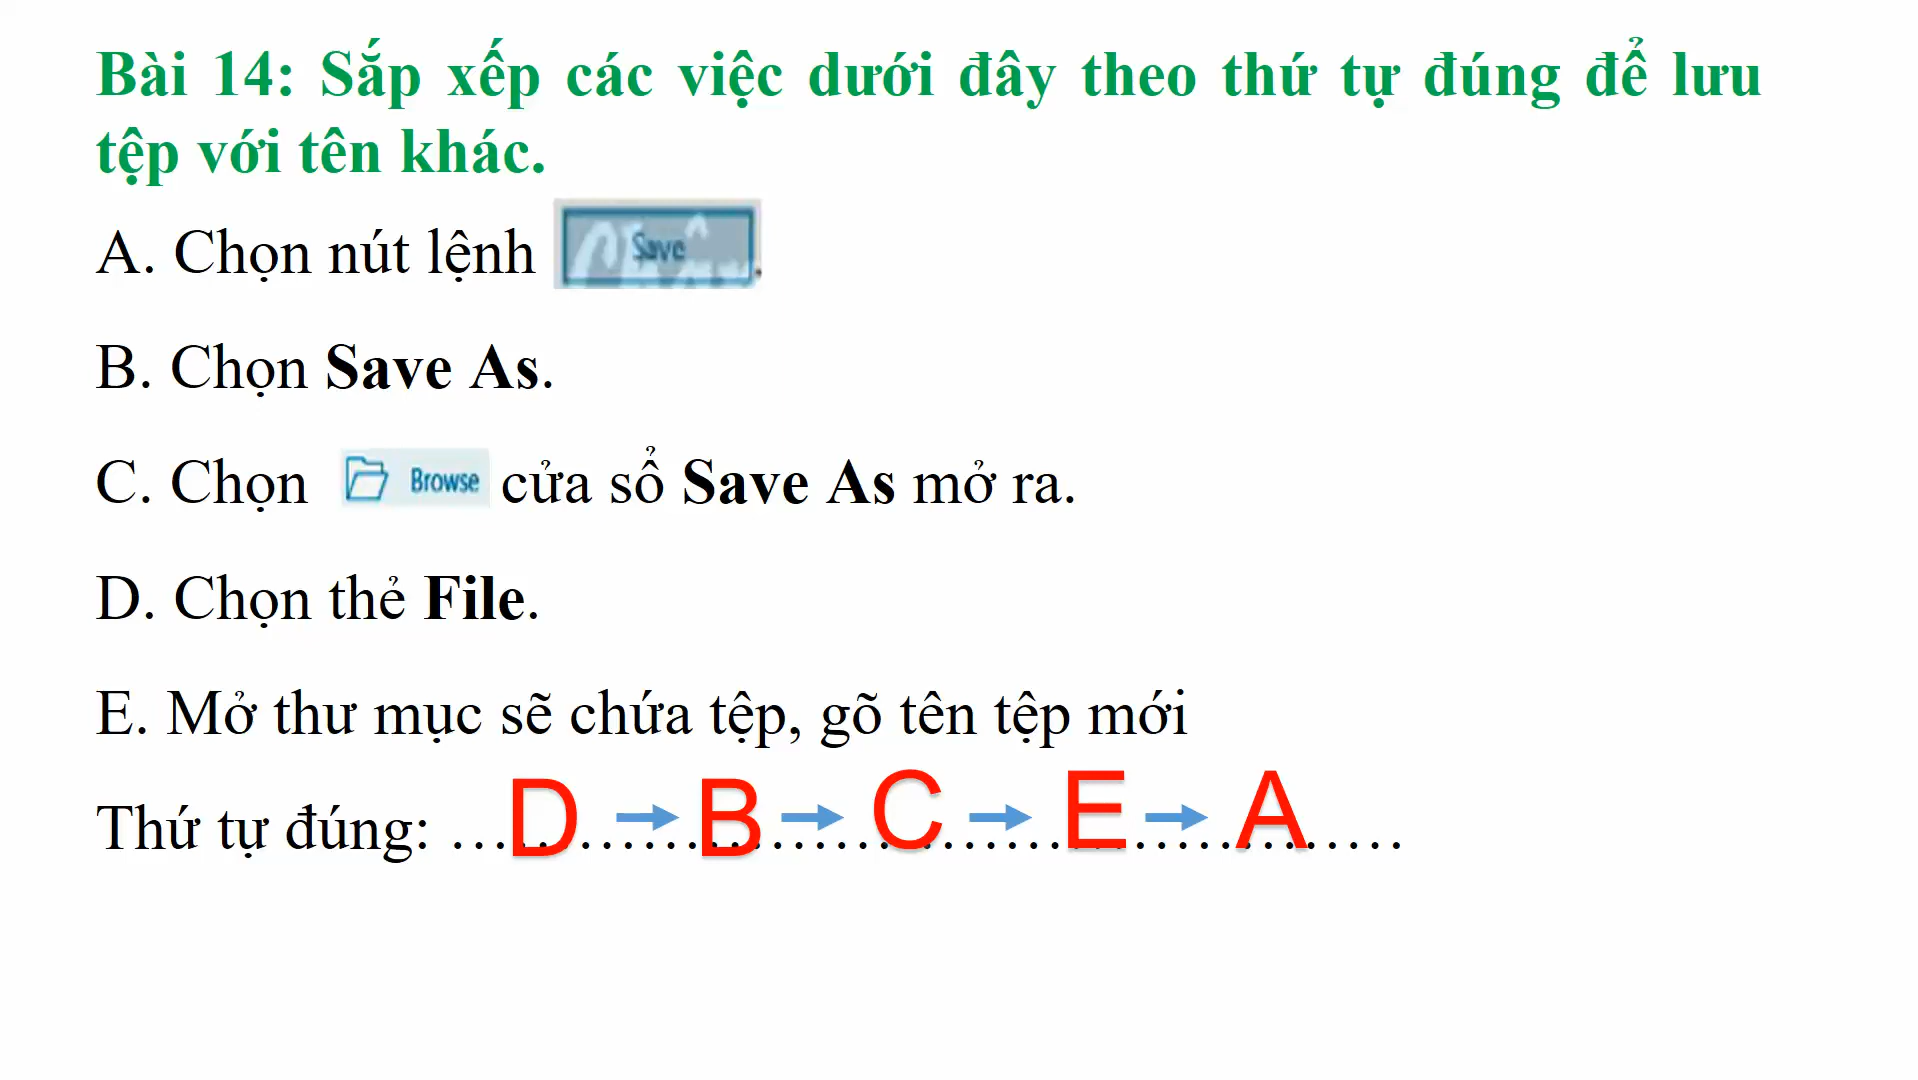 Bài 14: Sắp xếp các việc dưới đây theo thứ tự đúng để lưu
tệp với tên khác.
A. Chọn nút lệnh Save.
B. Chọn Save As.
C. Chọn Browse cửa sổ Save As mở ra.
D. Chọn thẻ File.
E. Mở thư mục sẽ chứa tệp, gõ tên tệp mới
Thứ tự đúng: ... D → B → C → E → A ...